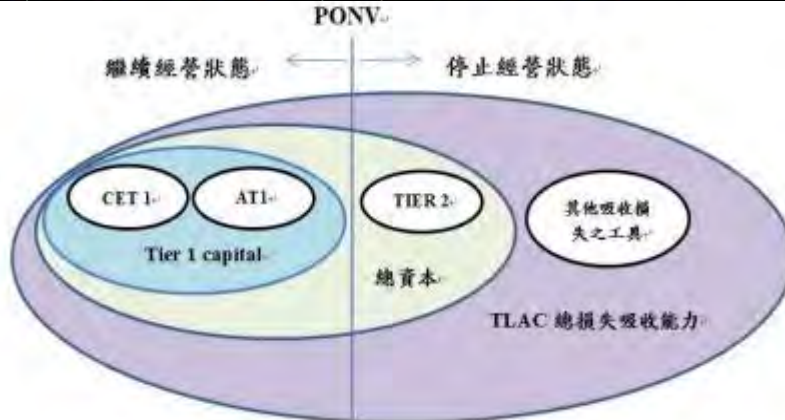 PONV
繼續經營狀態
停止經營狀態
CET 1
AT1
TIER 2
其他吸收損
失之工具
Tier 1 capital
總資本
TLAC 總損失吸收能力